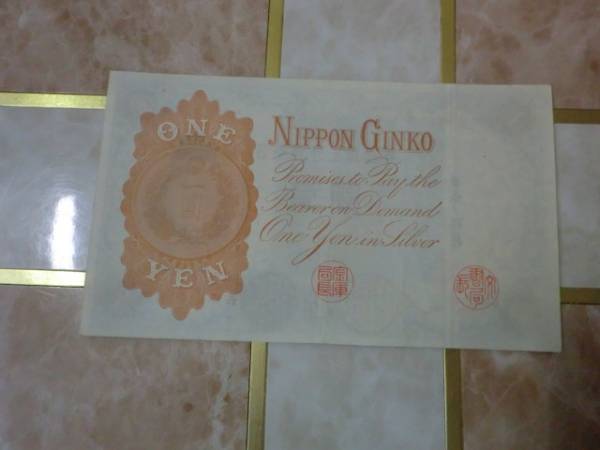 ONE
YEN
NIPPON GINKO
Promises to Pay the
Bearer on Demand
One Yen in Silver